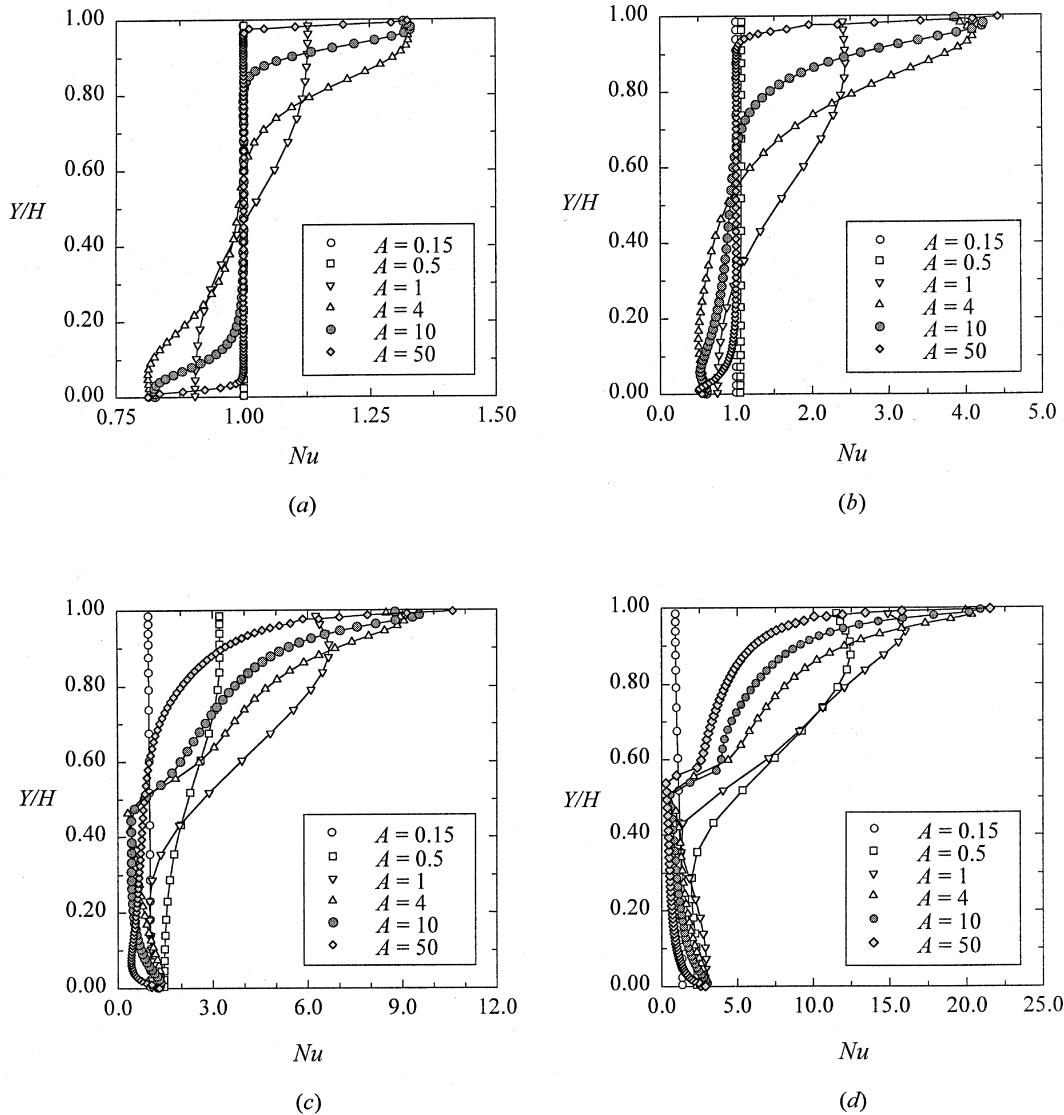 1.00
0.80
0.60
Y/H
0.40
0.20
0.00
0.75 1.00 1.25 1.50
Nu
(a)
A = 0.15
A = 0.5
A = 1
A = 4
A = 10
A = 50
1.00
0.80
0.60
Y/H
0.40
0.20
0.00
0.0 1.0 2.0 3.0 4.0 5.0
Nu
(b)
A = 0.15
A = 0.5
A = 1
A = 4
A = 10
A = 50
1.00
0.80
0.60
Y/H
0.40
0.20
0.00
0.0 3.0 6.0 9.0 12.0
Nu
(c)
A = 0.15
A = 0.5
A = 1
A = 4
A = 10
A = 50
1.00
0.80
0.60
Y/H
0.40
0.20
0.00
0.0 5.0 10.0 15.0 20.0 25.0
Nu
(d)
A = 0.15
A = 0.5
A = 1
A = 4
A = 10
A = 50